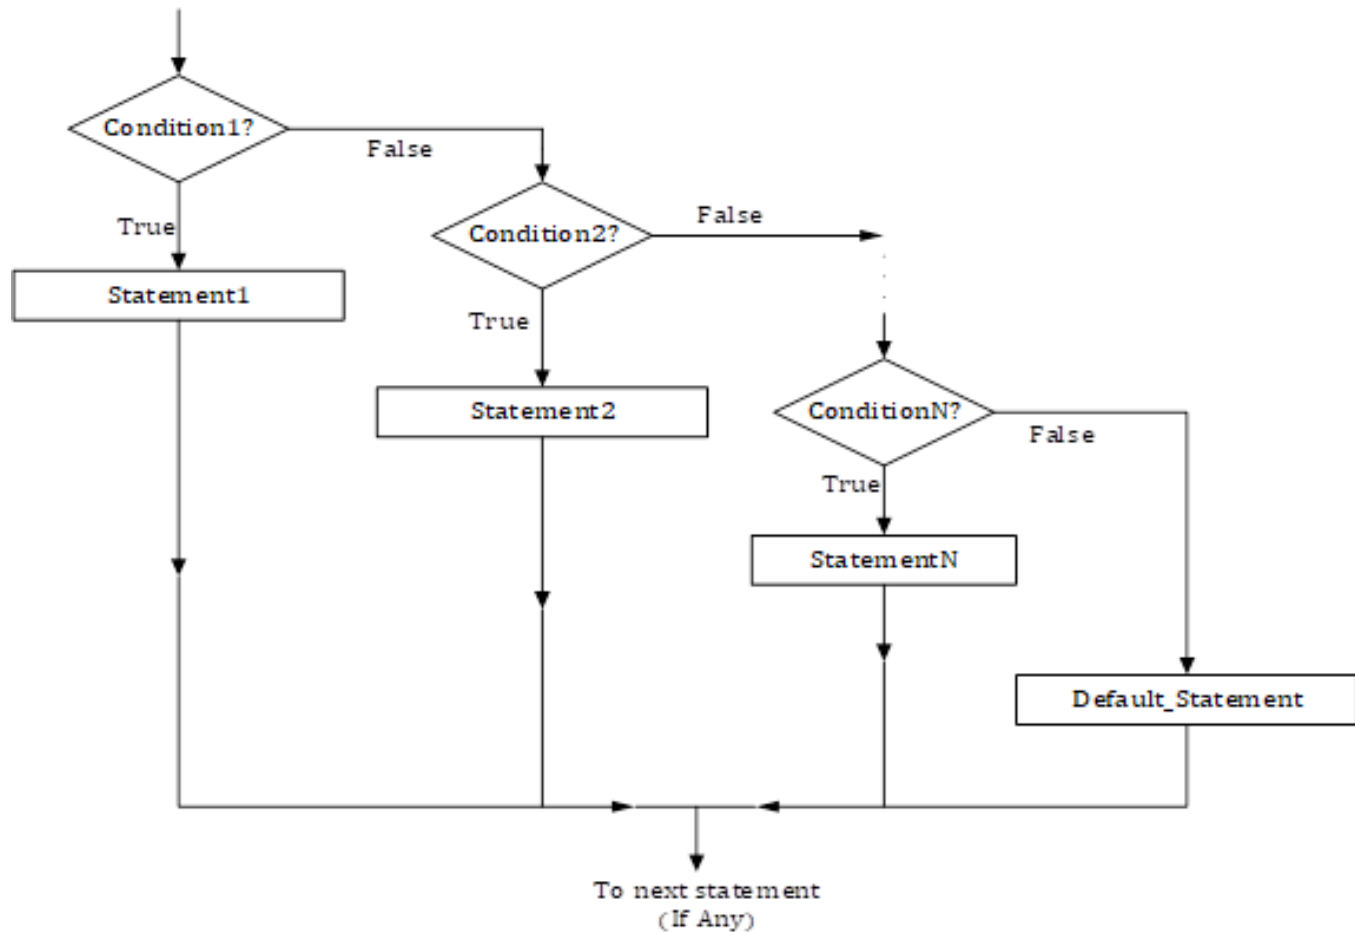 Condition1?
False
True
Statement1
Condition2?
False
True
Statement2
ConditionN?
False
True
StatementN
Default_Statement
To next statement
(If Any)